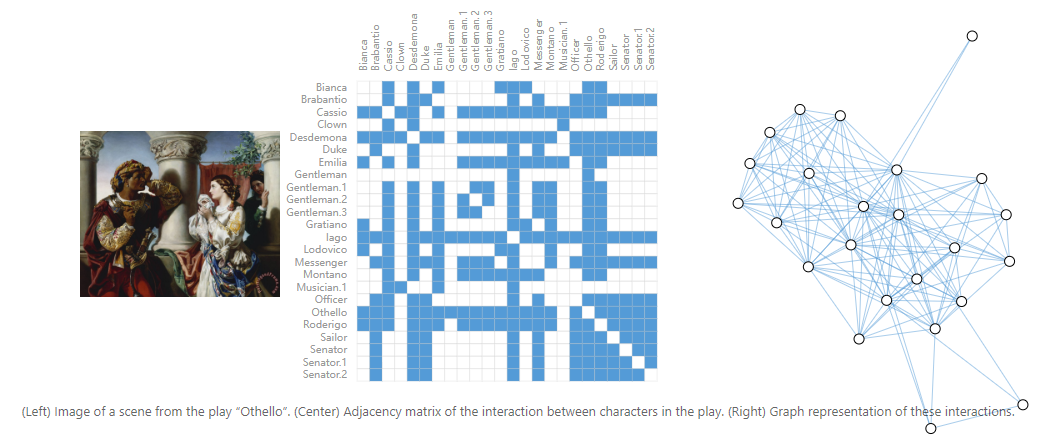 Bianca
Brabantio
Cassio
Clown
Desdemona
Duke
Emilia
Gentleman
Gentleman.1
Gentleman.2
Gentleman.3
Gratiano
Iago
Lodovico
Messenger
Montano
Musician.1
Officer
Othello
Roderigo
Sailor
Senator
Senator.1
Senator.2
Bianca
Brabantio
Cassio
Clown
Desdemona
Duke
Emilia
Gentleman
Gentleman.1
Gentleman.2
Gentleman.3
Gratiano
Iago
Lodovico
Messenger
Montano
Musician.1
Officer
Othello
Roderigo
Sailor
Senator
Senator.1
Senator.2
(Left) Image of a scene from the play “Othello”. (Center) Adjacency matrix of the interaction between characters in the play. (Right) Graph representation of these interactions.